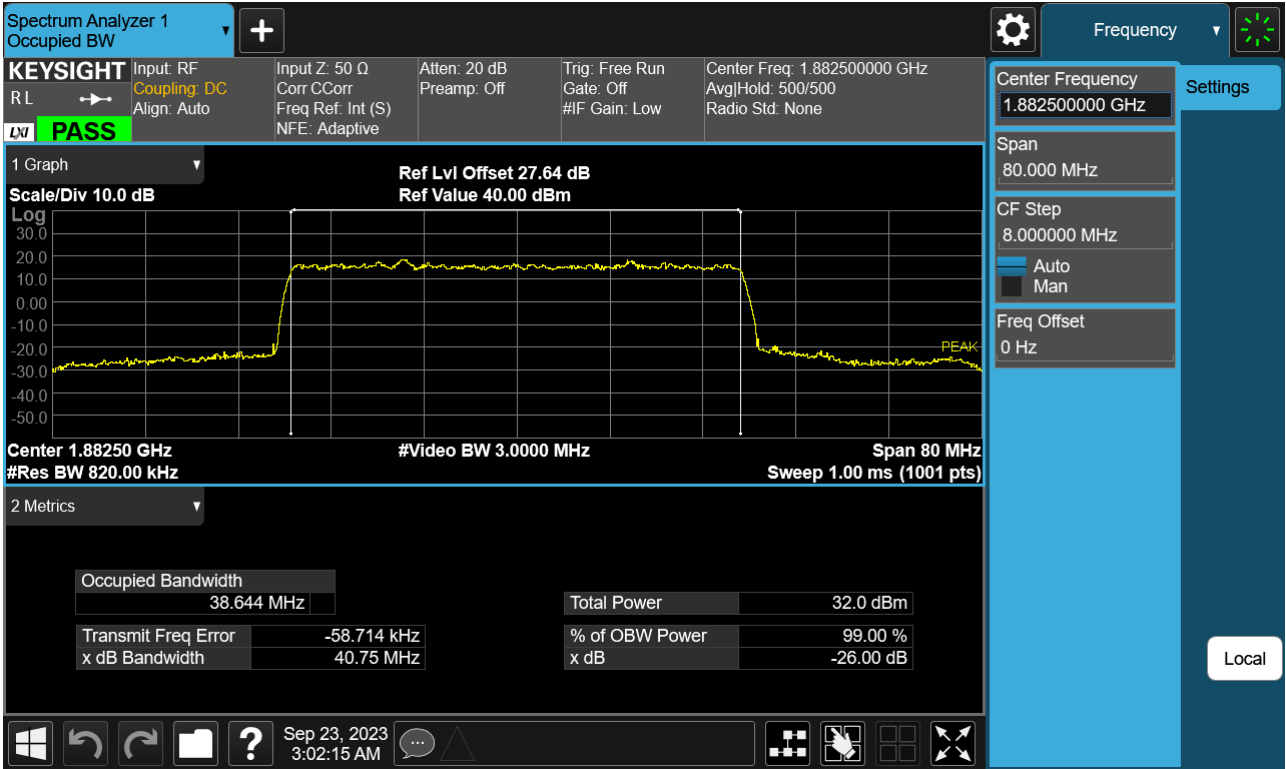 Spectrum Analyzer 1
Occupied BW
Frequency
KEYSIGHT
R L
LXI
PASS
Input: RF
Coupling: DC
Align: Auto
Input Z: 50 Ω
Corr CCorr
Freq Ref: Int (S)
NFE: Adaptive
Atten: 20 dB
Preamp: Off
Trig: Free Run
Gate: Off
#IF Gain: Low
Center Freq: 1.882500000 GHz
Avg|Hold: 500/500
Radio Std: None
Center Frequency
1.882500000 GHz
Settings
Span
80.000 MHz
CF Step
8.000000 MHz
Auto
Man
Freq Offset
0 Hz
Local
1 Graph
Ref Lvl Offset 27.64 dB
Scale/Div 10.0 dB
Ref Value 40.00 dBm
Log
30.0
20.0
10.0
0.00
-10.0
-20.0
-30.0
-40.0
-50.0
PEAK
Center 1.88250 GHz
#Video BW 3.0000 MHz
Span 80 MHz
#Res BW 820.00 kHz
Sweep 1.00 ms (1001 pts)
2 Metrics
Occupied Bandwidth
38.644 MHz
Total Power 32.0 dBm
Transmit Freq Error -58.714 kHz
% of OBW Power 99.00 %
x dB Bandwidth 40.75 MHz
x dB -26.00 dB
?
Sep 23, 2023
3:02:15 AM